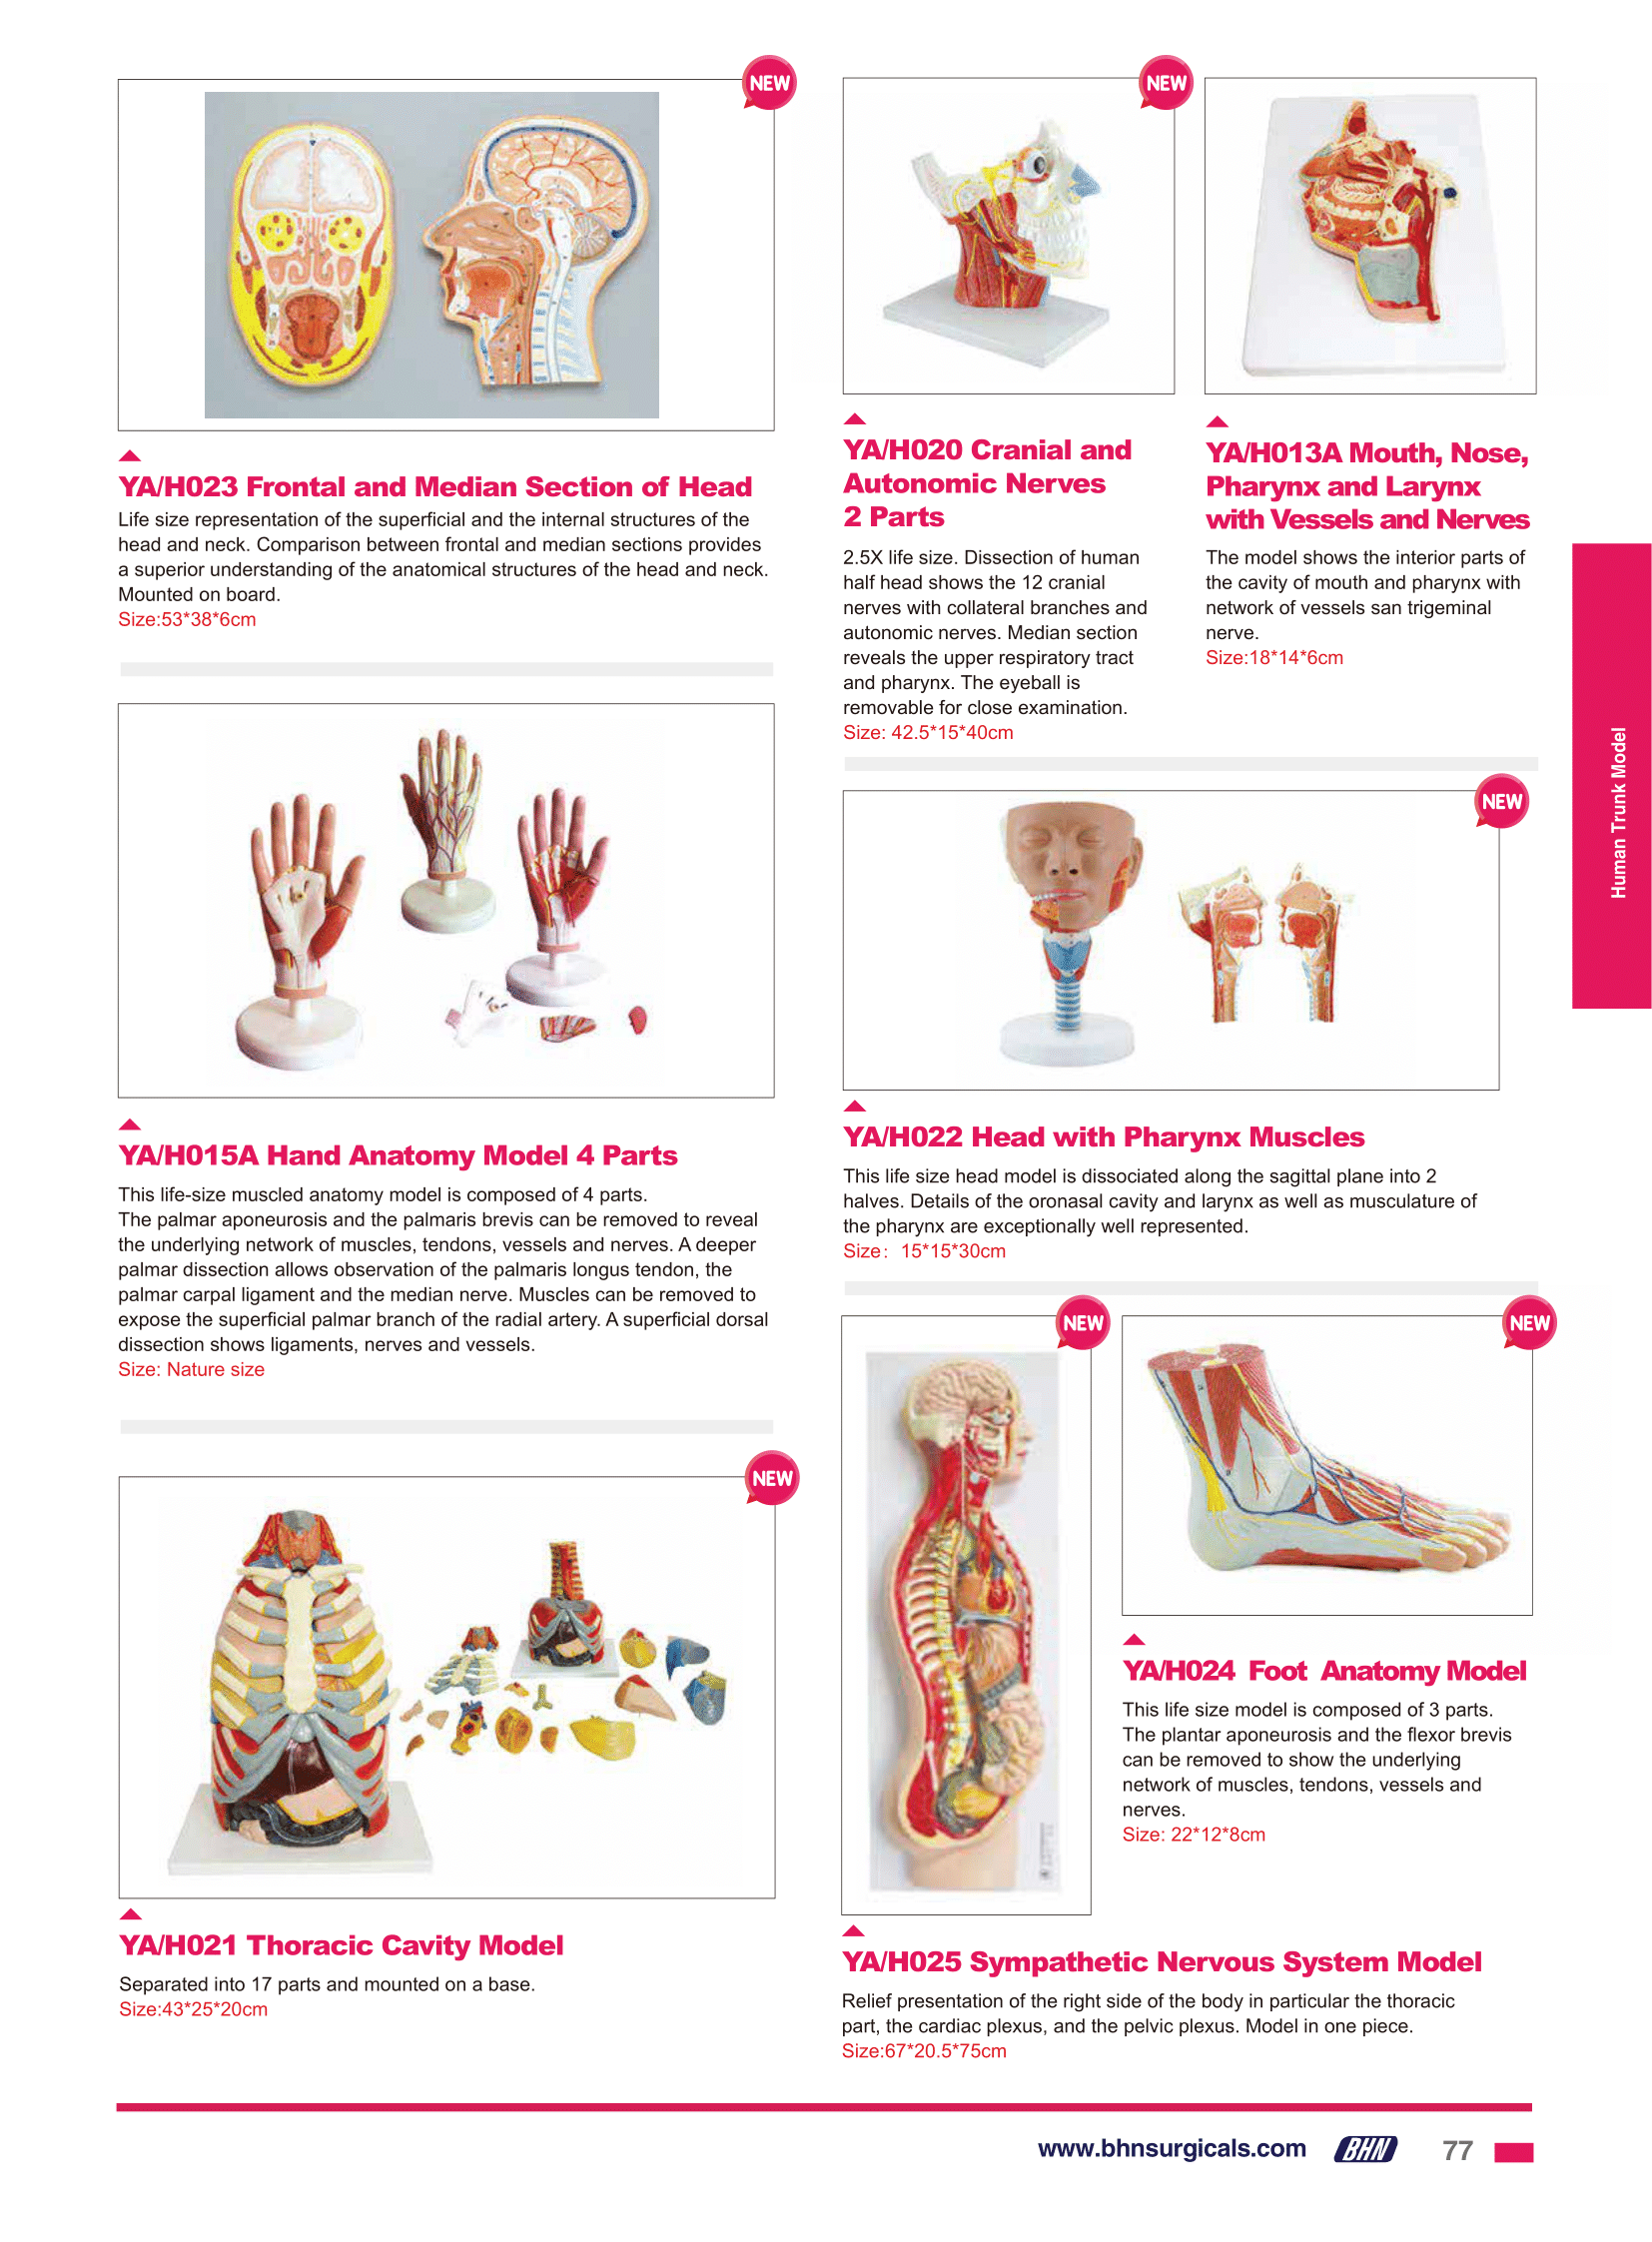 NEW
YA/H023 Frontal and Median Section of Head
Life size representation of the superficial and the internal structures of the
head and neck. Comparison between frontal and median sections provides
a superior understanding of the anatomical structures of the head and neck.
Mounted on board.
Size:53*38*6cm
YA/H015A Hand Anatomy Model 4 Parts
This life-size muscled anatomy model is composed of 4 parts.
The palmar aponeurosis and the palmaris brevis can be removed to reveal
the underlying network of muscles, tendons, vessels and nerves. A deeper
palmar dissection allows observation of the palmaris longus tendon, the
palmar carpal ligament and the median nerve. Muscles can be removed to
expose the superficial palmar branch of the radial artery. A superficial dorsal
dissection shows ligaments, nerves and vessels.
Size: Nature size
NEW
YA/H021 Thoracic Cavity Model
Separated into 17 parts and mounted on a base.
Size:43*25*20cm
NEW
YA/H020 Cranial and
Autonomic Nerves
2 Parts
2.5X life size. Dissection of human
half head shows the 12 cranial
nerves with collateral branches and
autonomic nerves. Median section
reveals the upper respiratory tract
and pharynx. The eyeball is
removable for close examination.
Size: 42.5*15*40cm
YA/H013A Mouth, Nose,
Pharynx and Larynx
with Vessels and Nerves
The model shows the interior parts of
the cavity of mouth and pharynx with
network of vessels san trigeminal
nerve.
Size:18*14*6cm
NEW
YA/H022 Head with Pharynx Muscles
This life size head model is dissociated along the sagittal plane into 2
halves. Details of the oronasal cavity and larynx as well as musculature of
the pharynx are exceptionally well represented.
Size：15*15*30cm
NEW
YA/H025 Sympathetic Nervous System Model
Relief presentation of the right side of the body in particular the thoracic
part, the cardiac plexus, and the pelvic plexus. Model in one piece.
Size:67*20.5*75cm
NEW
YA/H024 Foot Anatomy Model
This life size model is composed of 3 parts.
The plantar aponeurosis and the flexor brevis
can be removed to show the underlying
network of muscles, tendons, vessels and
nerves.
Size: 22*12*8cm
Human Trunk Model
www.bhnsurgicals.com
BHN
77